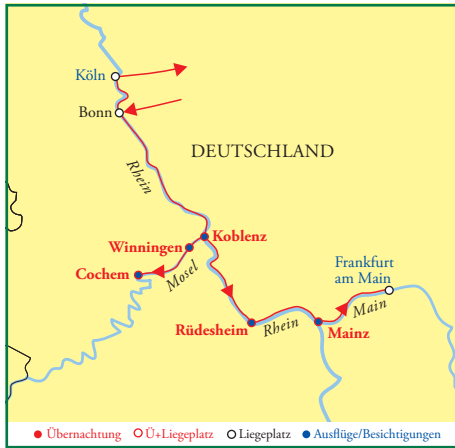 Köln
Bonn
Rhein
DEUTSCHLAND
Koblenz
Winningen
Cochem
Mosel
Frankfurt
am Main
Rüdesheim
Rhein
Mainz
Main
Übernachtung Ü+Liegeplatz Liegeplatz Ausflüge/Besichtigungen